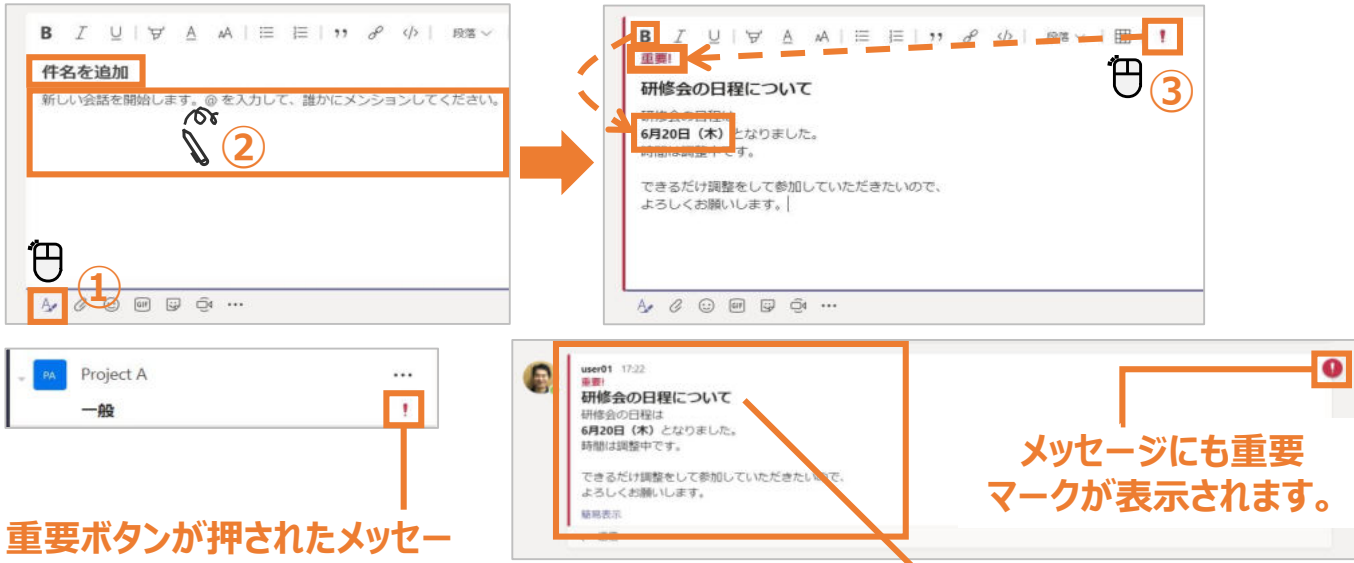 B I U A AA 段落
件名を追加
新しい会話を開始します。@ を入力して、誰かにメンションしてください。
②
①
GIF
B I U A AA 段落 !
重要!
③
研修会の日程について
研修会の日程は
6月20日（木）となりました。
時間は調整中です。
できるだけ調整をして参加していただきたいので、
よろしくお願いします。
GIF
PA Project A
一般 !
重要ボタンが押されたメッセー
user01 17:22
重要!
研修会の日程について
研修会の日程は
6月20日（木）となりました。
時間は調整中です。
できるだけ調整をして参加していただきたいので、
よろしくお願いします。
簡易表示
メッセージにも重要
マークが表示されます。